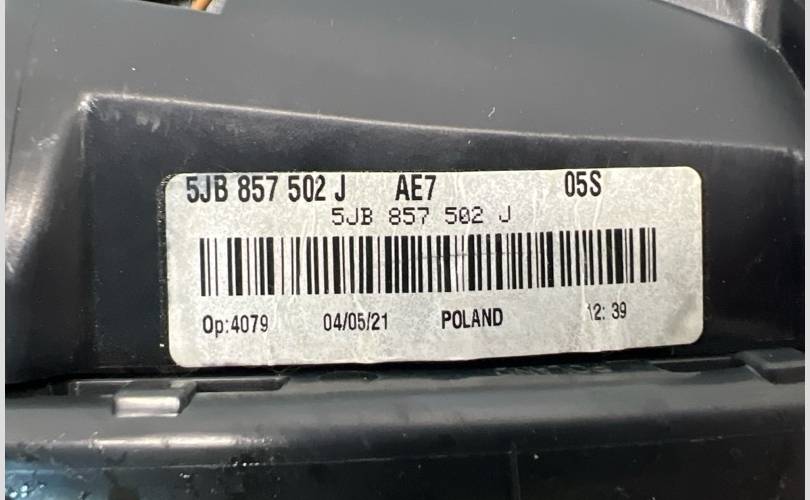 5JB 857 502 J AE7 05S
5JB 857 502 J
Op:4079 04/05/21 POLAND 12:39